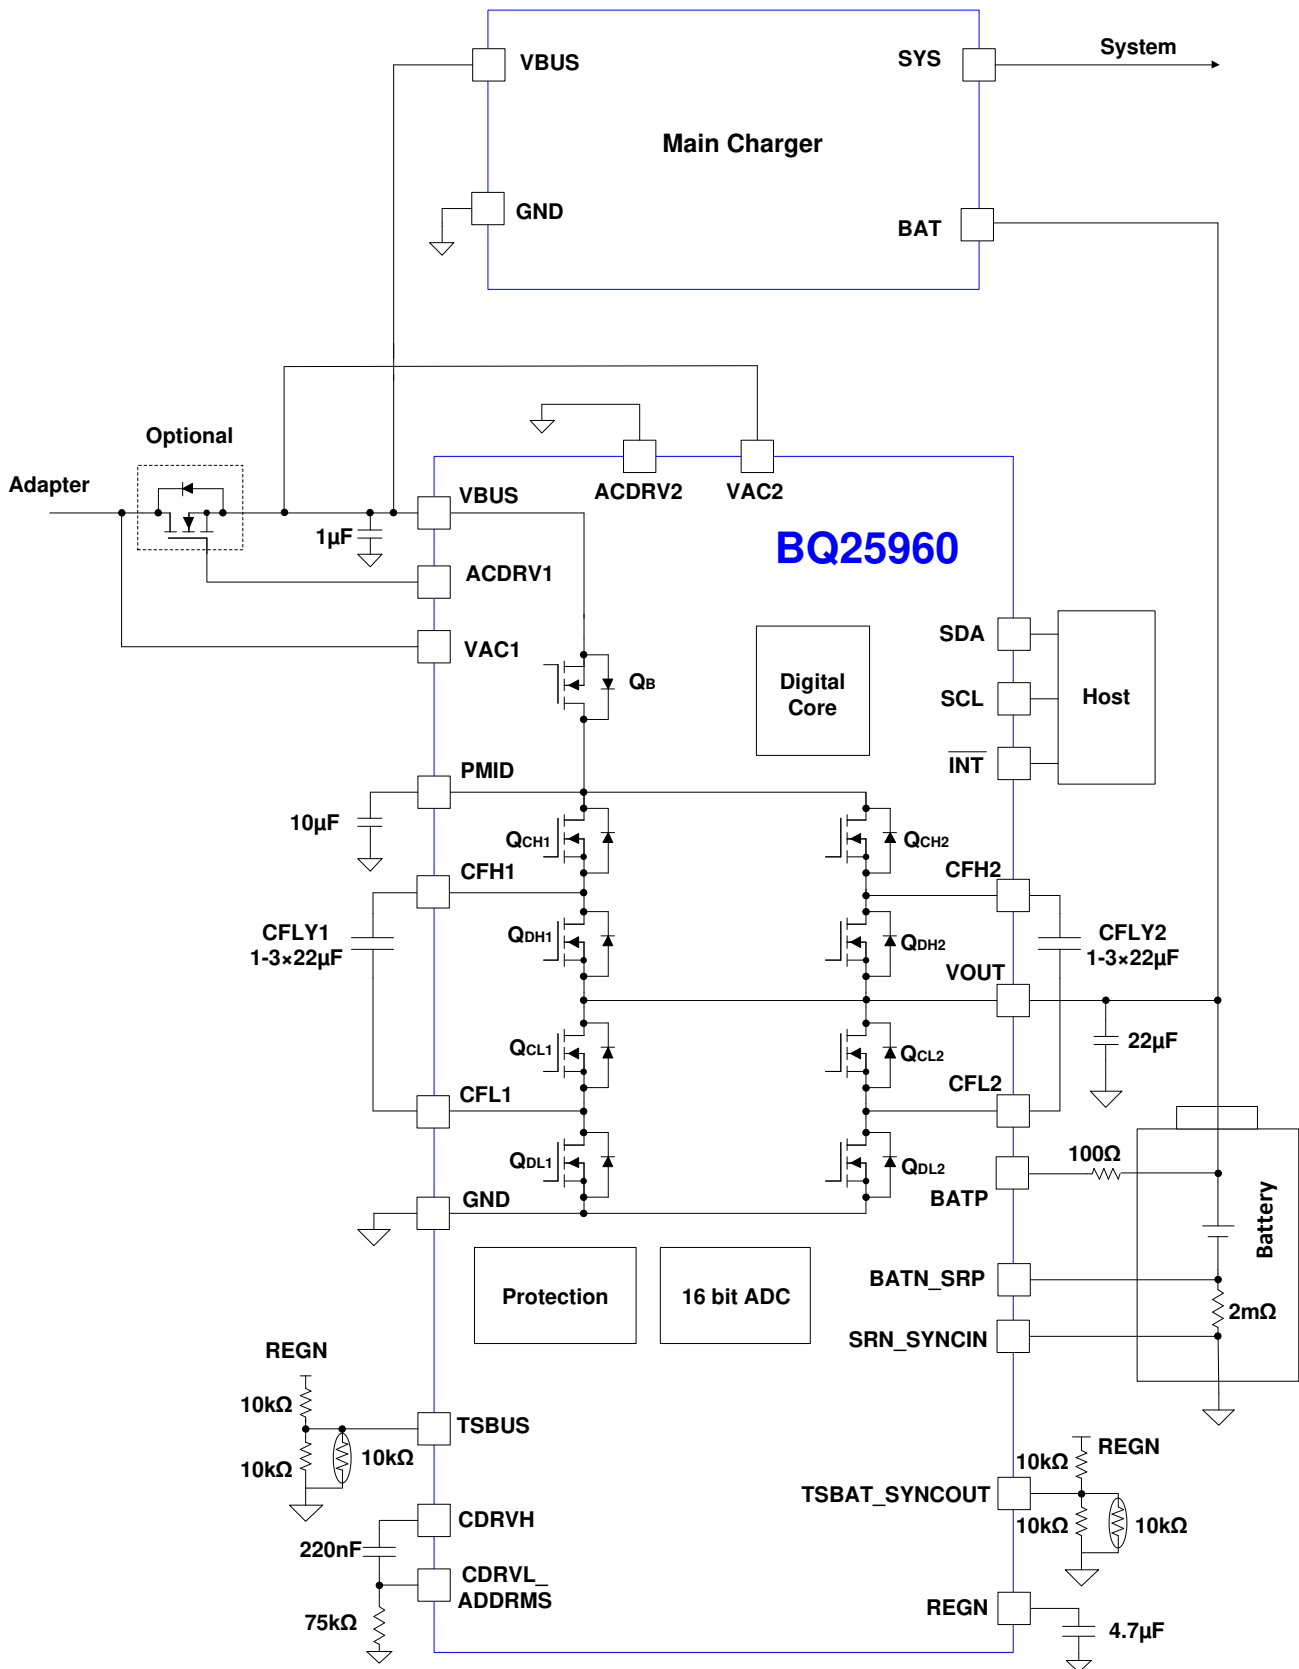 VBUS
SYS
System
Main Charger
GND
BAT
Optional
Adapter
VBUS
ACDRV2
VAC2
1µF
BQ25960
ACDRV1
VAC1
SDA
SCL
INT
Host
QB
Digital
Core
PMID
10µF
QCH1
QCH2
CFH1
CFH2
CFLY1
1-3×22µF
QDH1
QDH2
CFLY2
1-3×22µF
VOUT
QCL1
QCL2
22µF
CFL1
CFL2
QDL1
QDL2
100Ω
BATP
GND
Battery
BATN_SRP
2mΩ
Protection
16 bit ADC
SRN_SYNCIN
REGN
10kΩ
TSBUS
10kΩ
10kΩ
REGN
10kΩ
TSBAT_SYNCOUT
10kΩ
10kΩ
CDRVH
220nF
CDRVL_
ADDRMS
75kΩ
REGN
4.7µF